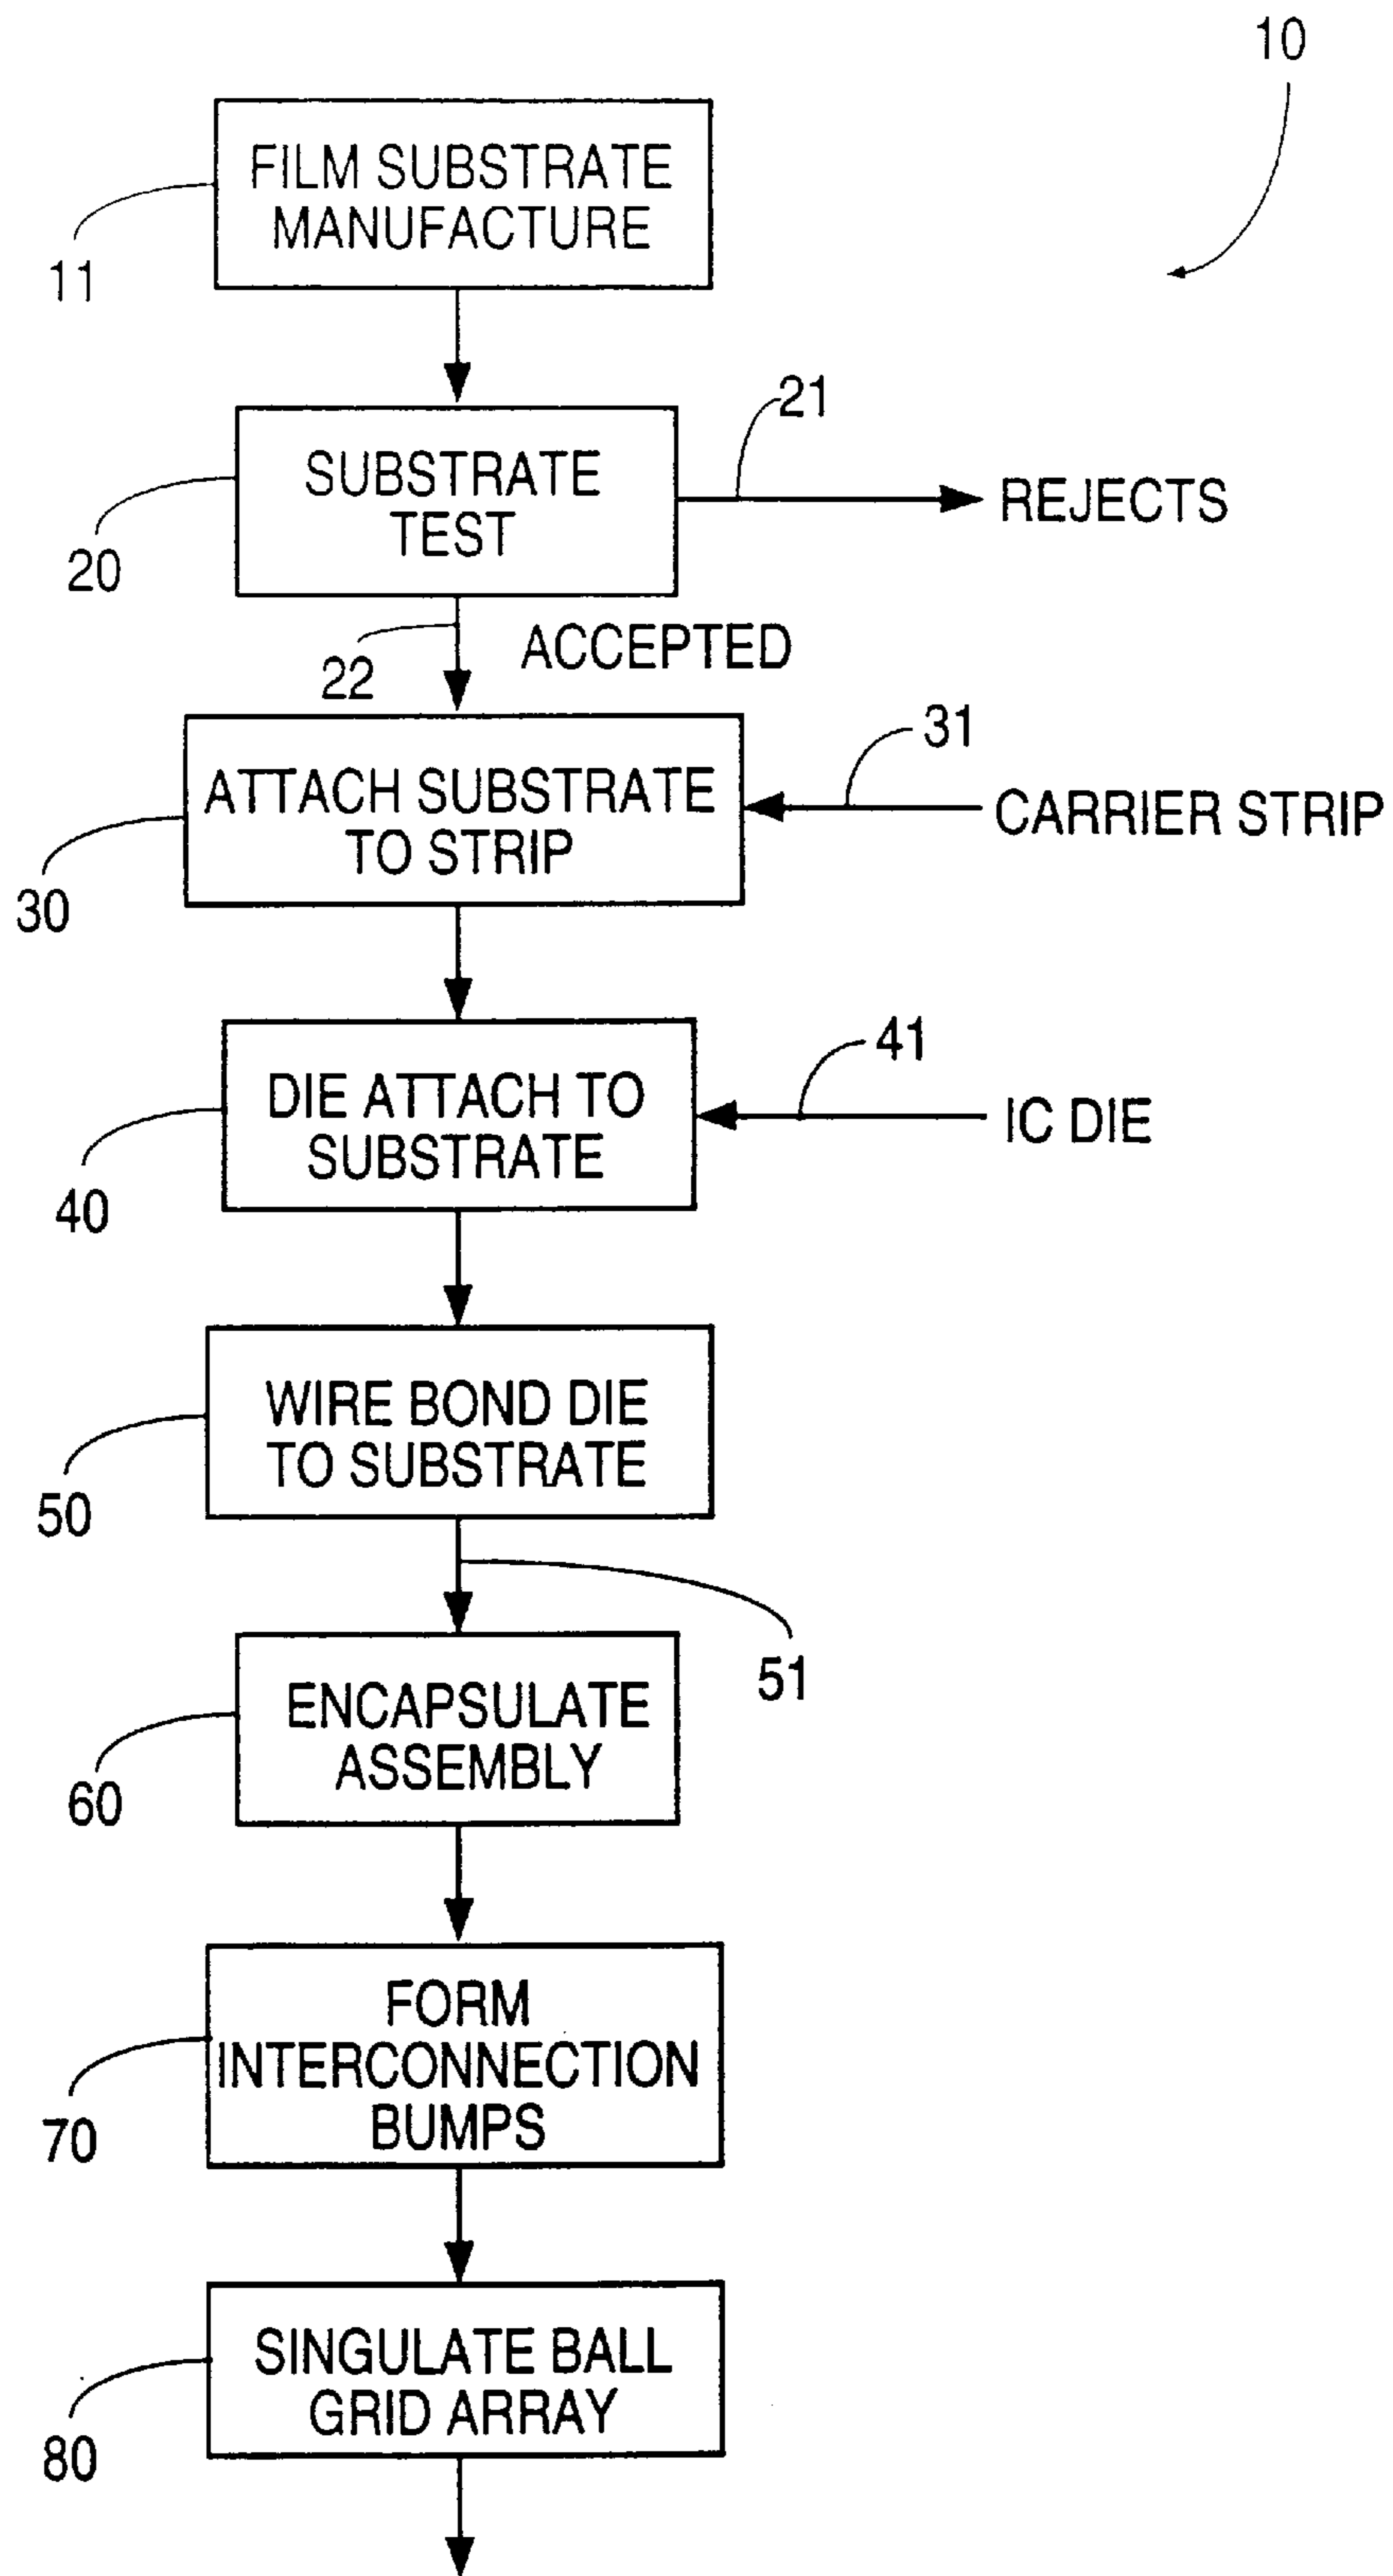 10
FILM SUBSTRATE
MANUFACTURE
11
21
SUBSTRATE
TEST
REJECTS
20
ACCEPTED
22
31
ATTACH SUBSTRATE
TO STRIP
CARRIER STRIP
30
41
DIE ATTACH TO
SUBSTRATE
IC DIE
40
WIRE BOND DIE
TO SUBSTRATE
50
51
ENCAPSULATE
ASSEMBLY
60
FORM
INTERCONNECTION
BUMPS
70
SINGULATE BALL
GRID ARRAY
80